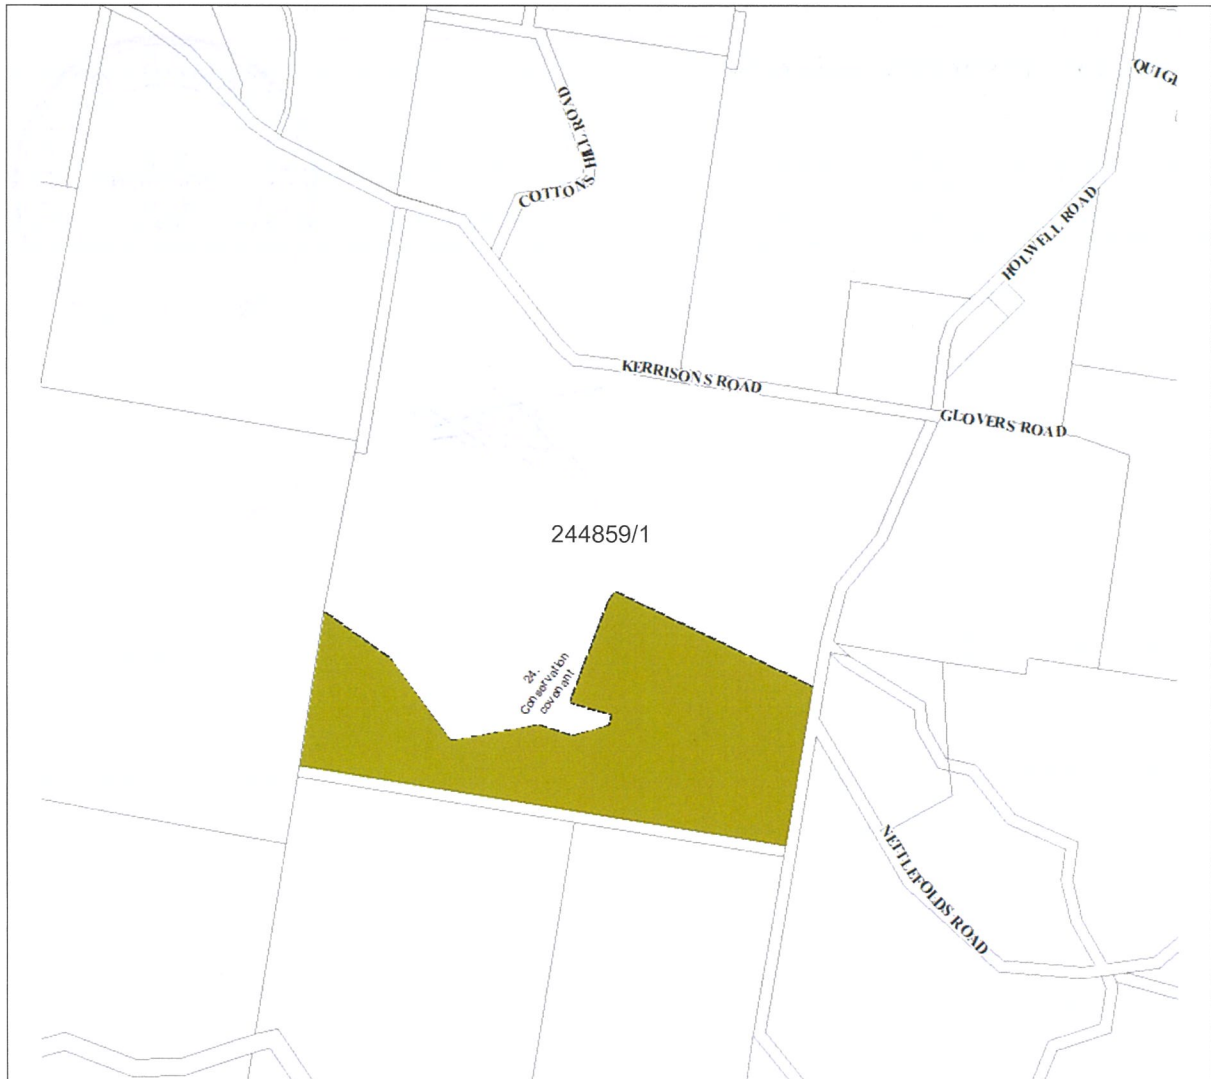 QUIGL
COTTONS HILL ROAD
HOLWELL ROAD
KERRISONS ROAD
GLOVERS ROAD
244859/1
24.
Conservation
covenant
NETTLEFOLDS ROAD